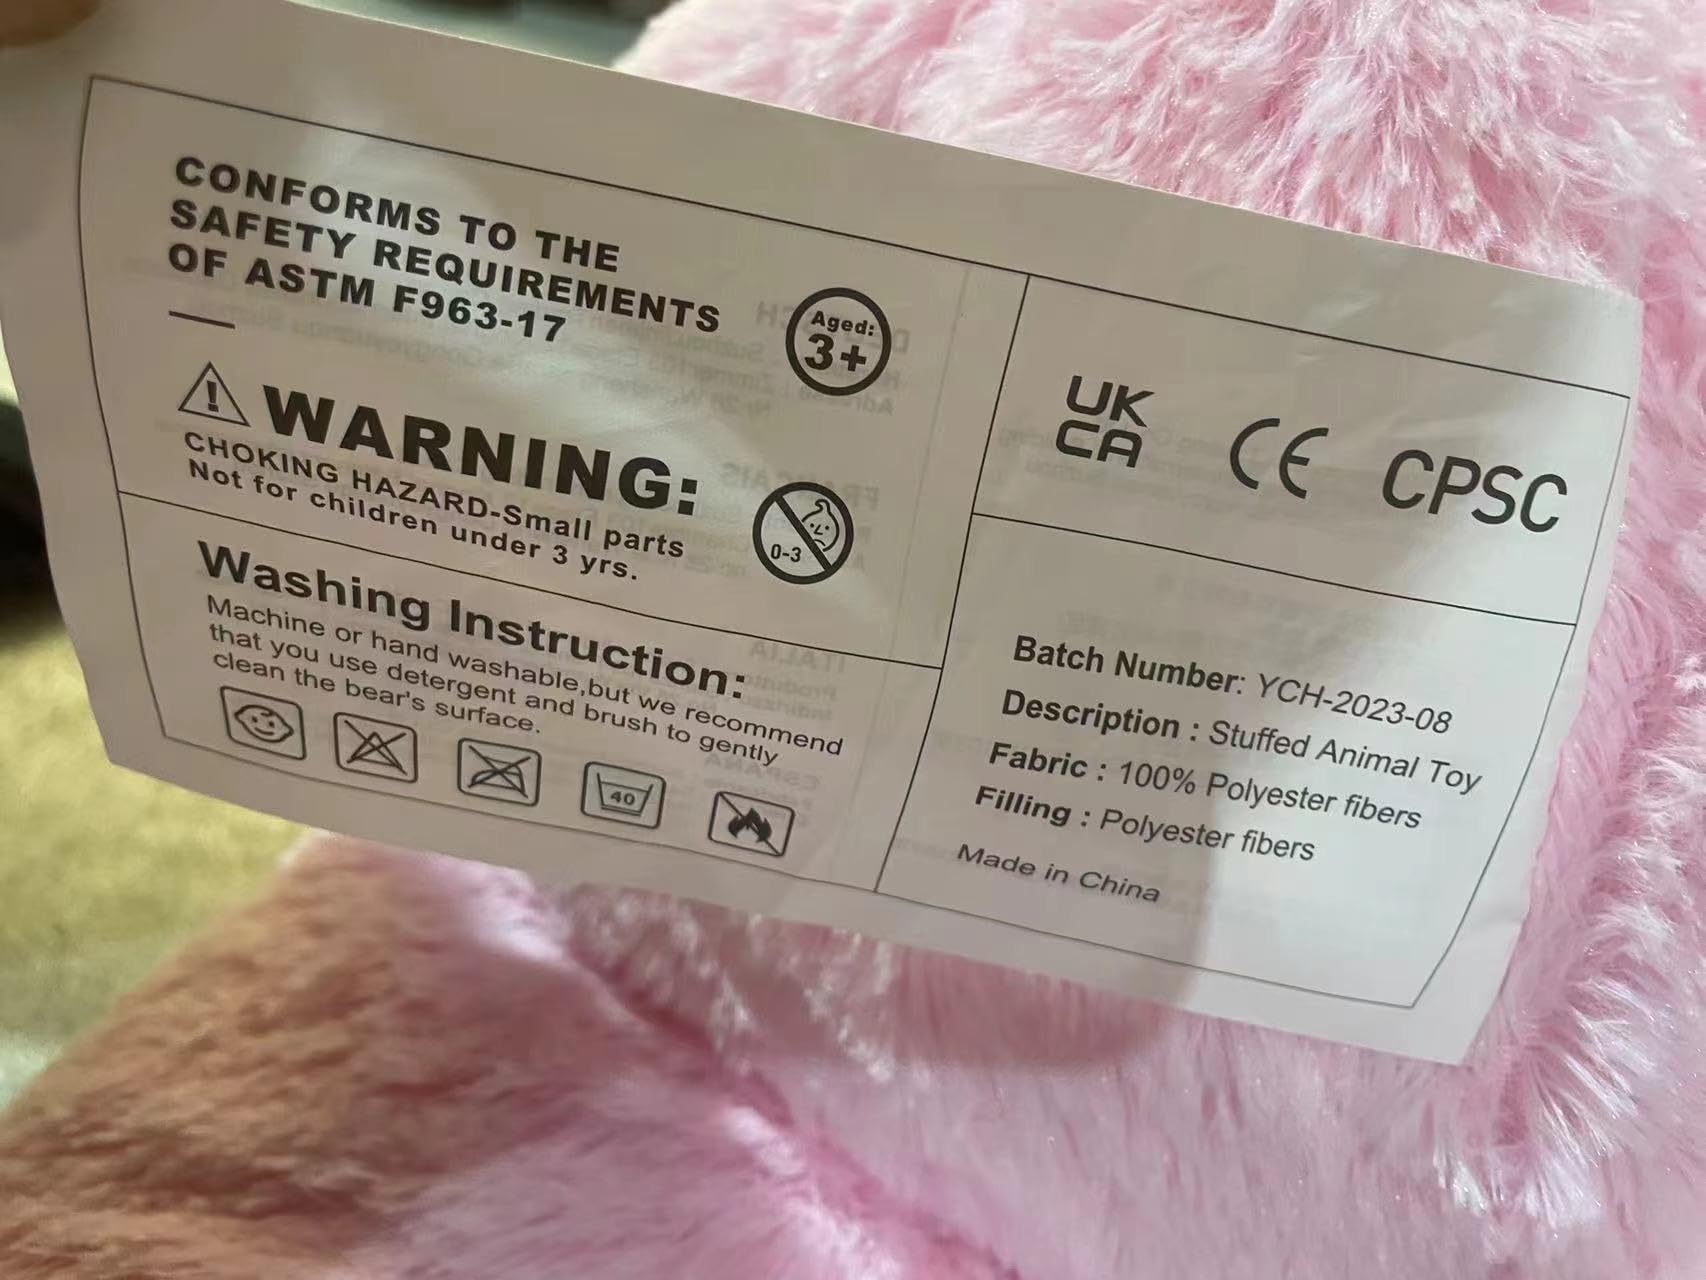 CONFORMS TO THE
SAFETY REQUIREMENTS
OF ASTM F963-17
Aged:
3+
WARNING:
CHOKING HAZARD-Small parts
Not for children under 3 yrs.
0-3
Washing Instruction:
Machine or hand washable,but we recommend
that you use detergent and brush to gently
clean the bear's surface.
40
UK
CA
CE
CPSC
Batch Number: YCH-2023-08
Description : Stuffed Animal Toy
Fabric : 100% Polyester fibers
Filling : Polyester fibers
Made in China